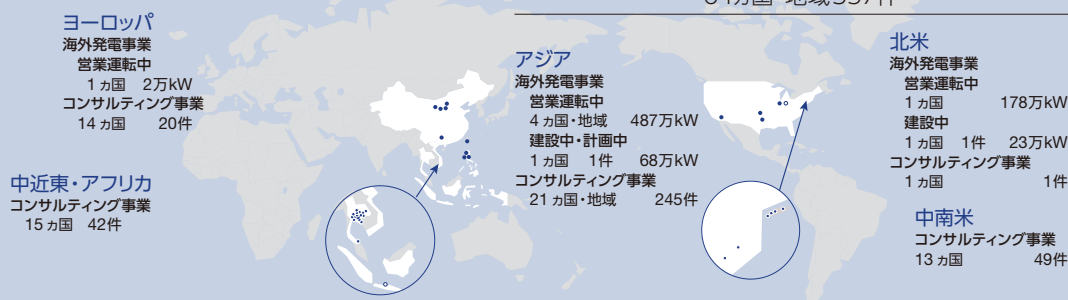 ヨーロッパ
海外発電事業
営業運転中
1ヵ国 2万kW
コンサルティング事業
14ヵ国 20件
中近東・アフリカ
コンサルティング事業
15ヵ国 42件
アジア
海外発電事業
営業運転中
4ヵ国・地域 487万kW
建設中・計画中
1ヵ国 1件 68万kW
コンサルティング事業
21ヵ国・地域 245件
北米
海外発電事業
営業運転中
1ヵ国 178万kW
建設中
1ヵ国 1件 23万kW
コンサルティング事業
1ヵ国 1件
中南米
コンサルティング事業
13ヵ国 49件